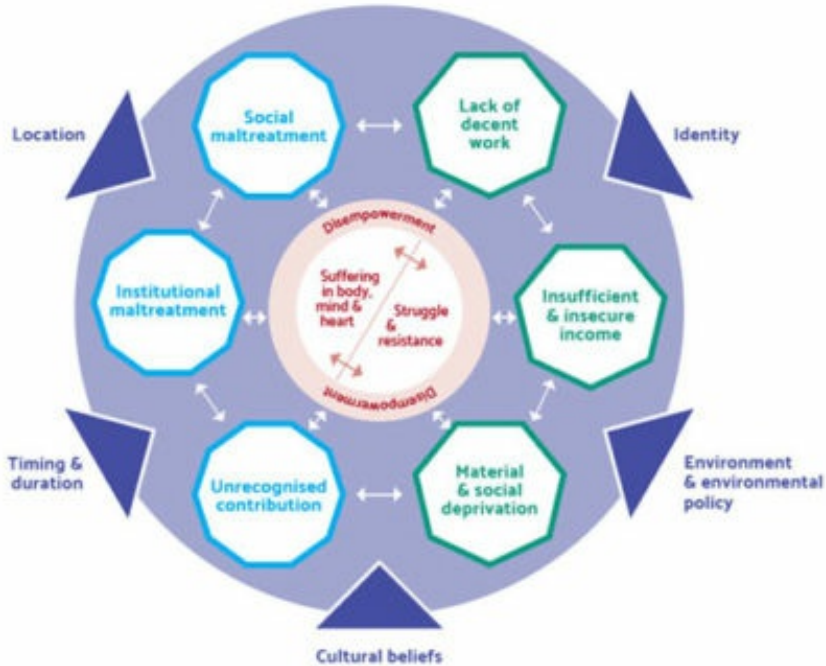 Social
maltreatment
Lack of
decent
work
Location
Identity
Disempowerment
Suffering
in body,
mind &
heart
Struggle
&
resistance
Institutional
maltreatment
Insufficient
& insecure
income
Disempowerment
Timing &
duration
Unrecognised
contribution
Material
& social
deprivation
Environment
& environmental
policy
Cultural beliefs